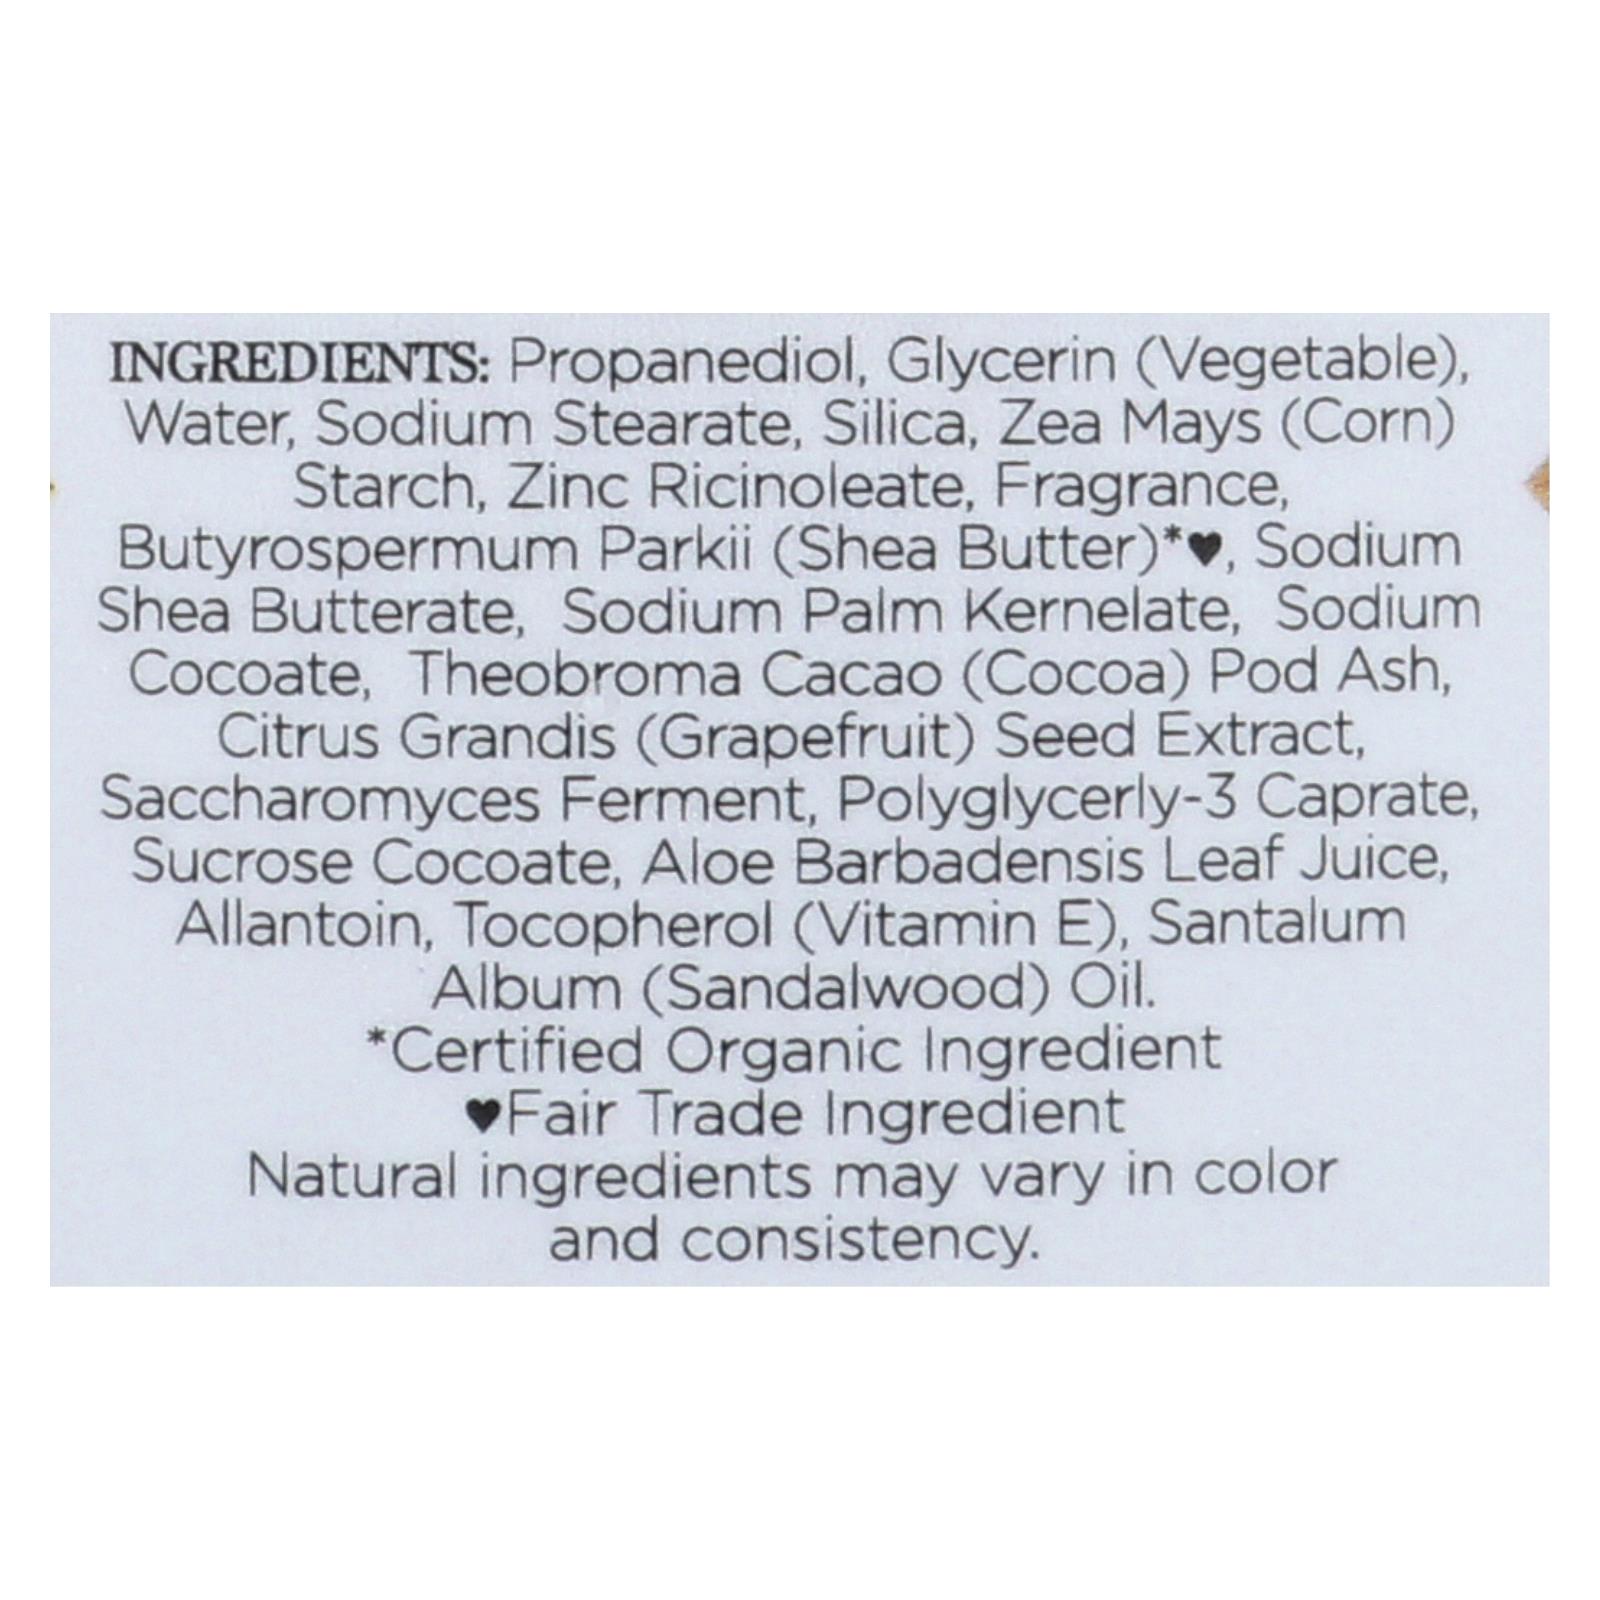 INGREDIENTS: Propanediol, Glycerin (Vegetable),
Water, Sodium Stearate, Silica, Zea Mays (Corn)
Starch, Zinc Ricinoleate, Fragrance,
Butyrospermum Parkii (Shea Butter)*♥, Sodium
Shea Butterate, Sodium Palm Kernelate, Sodium
Cocoate, Theobroma Cacao (Cocoa) Pod Ash,
Citrus Grandis (Grapefruit) Seed Extract,
Saccharomyces Ferment, Polyglycerly-3 Caprate,
Sucrose Cocoate, Aloe Barbadensis Leaf Juice,
Allantoin, Tocopherol (Vitamin E), Santalum
Album (Sandalwood) Oil.
*Certified Organic Ingredient
♥Fair Trade Ingredient
Natural ingredients may vary in color
and consistency.